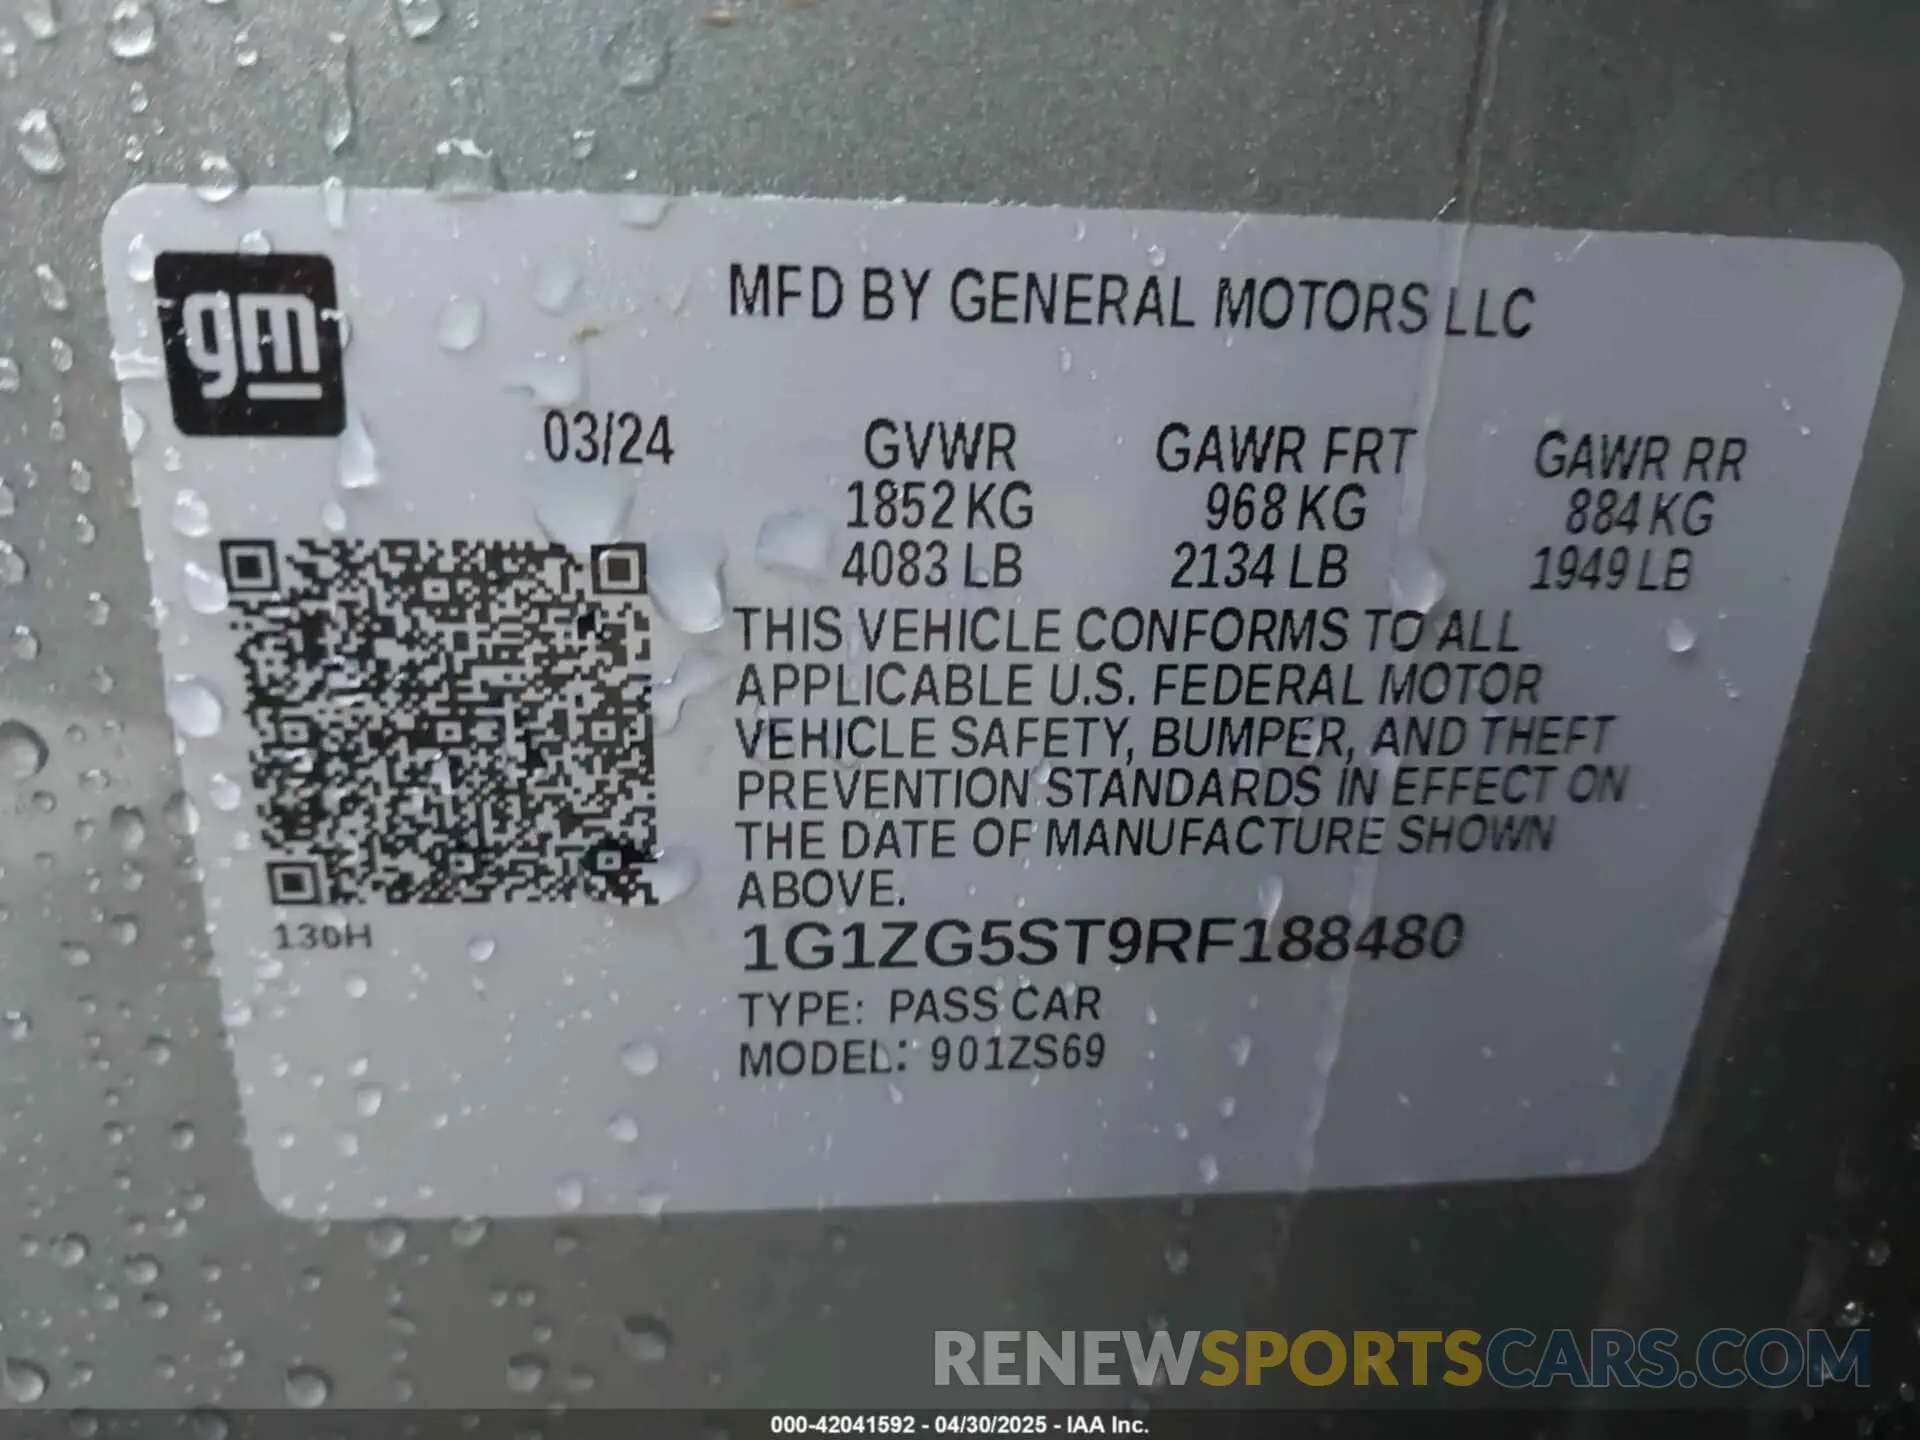 gm
MFD BY GENERAL MOTORS LLC
03/24 GVWR GAWR FRT GAWR RR
1852 KG 968 KG 884 KG
4083 LB 2134 LB 1949 LB
THIS VEHICLE CONFORMS TO ALL
APPLICABLE U.S. FEDERAL MOTOR
VEHICLE SAFETY, BUMPER, AND THEFT
PREVENTION STANDARDS IN EFFECT ON
THE DATE OF MANUFACTURE SHOWN
ABOVE.
130H
1G1ZG5ST9RF188480
TYPE: PASS CAR
MODEL: 901ZS69
RENEWSPORTSCARS.COM
000-42041592 - 04/30/2025 - IAA Inc.